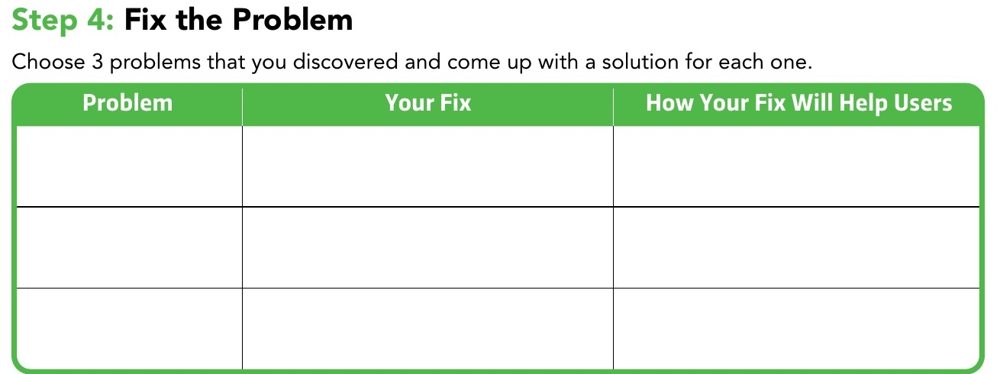 Step 4: Fix the Problem
Choose 3 problems that you discovered and come up with a solution for each one.
Problem Your Fix How Your Fix Will Help Users